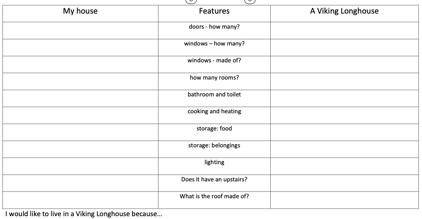 My house Features A Viking Longhouse
doors - how many?
windows – how many?
windows - made of?
how many rooms?
bathroom and toilet
cooking and heating
storage: food
storage: belongings
lighting
Does it have an upstairs?
What is the roof made of?
I would like to live in a Viking Longhouse because...